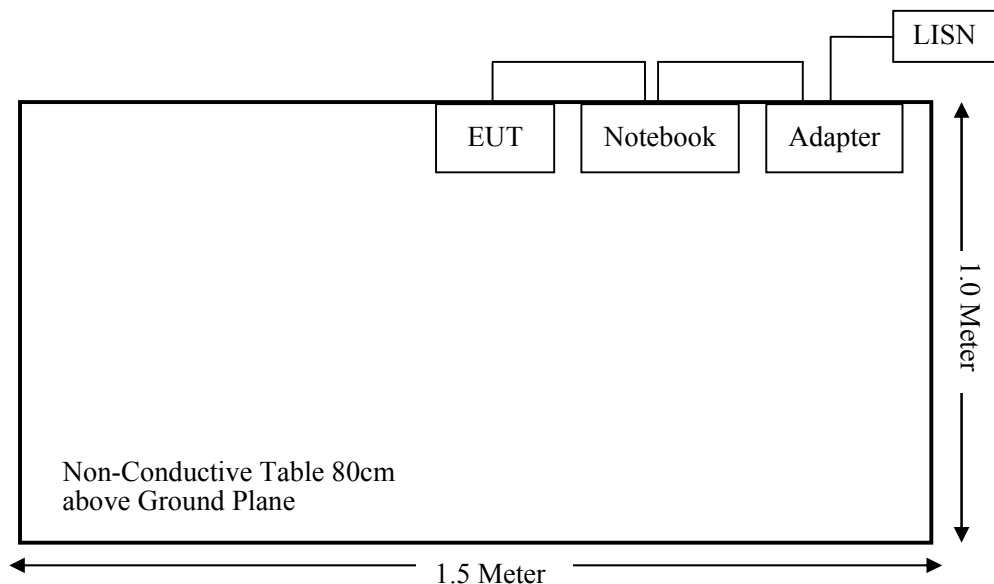 LISN
EUT
Notebook
Adapter
1.0 Meter
Non-Conductive Table 80cm
above Ground Plane
1.5 Meter